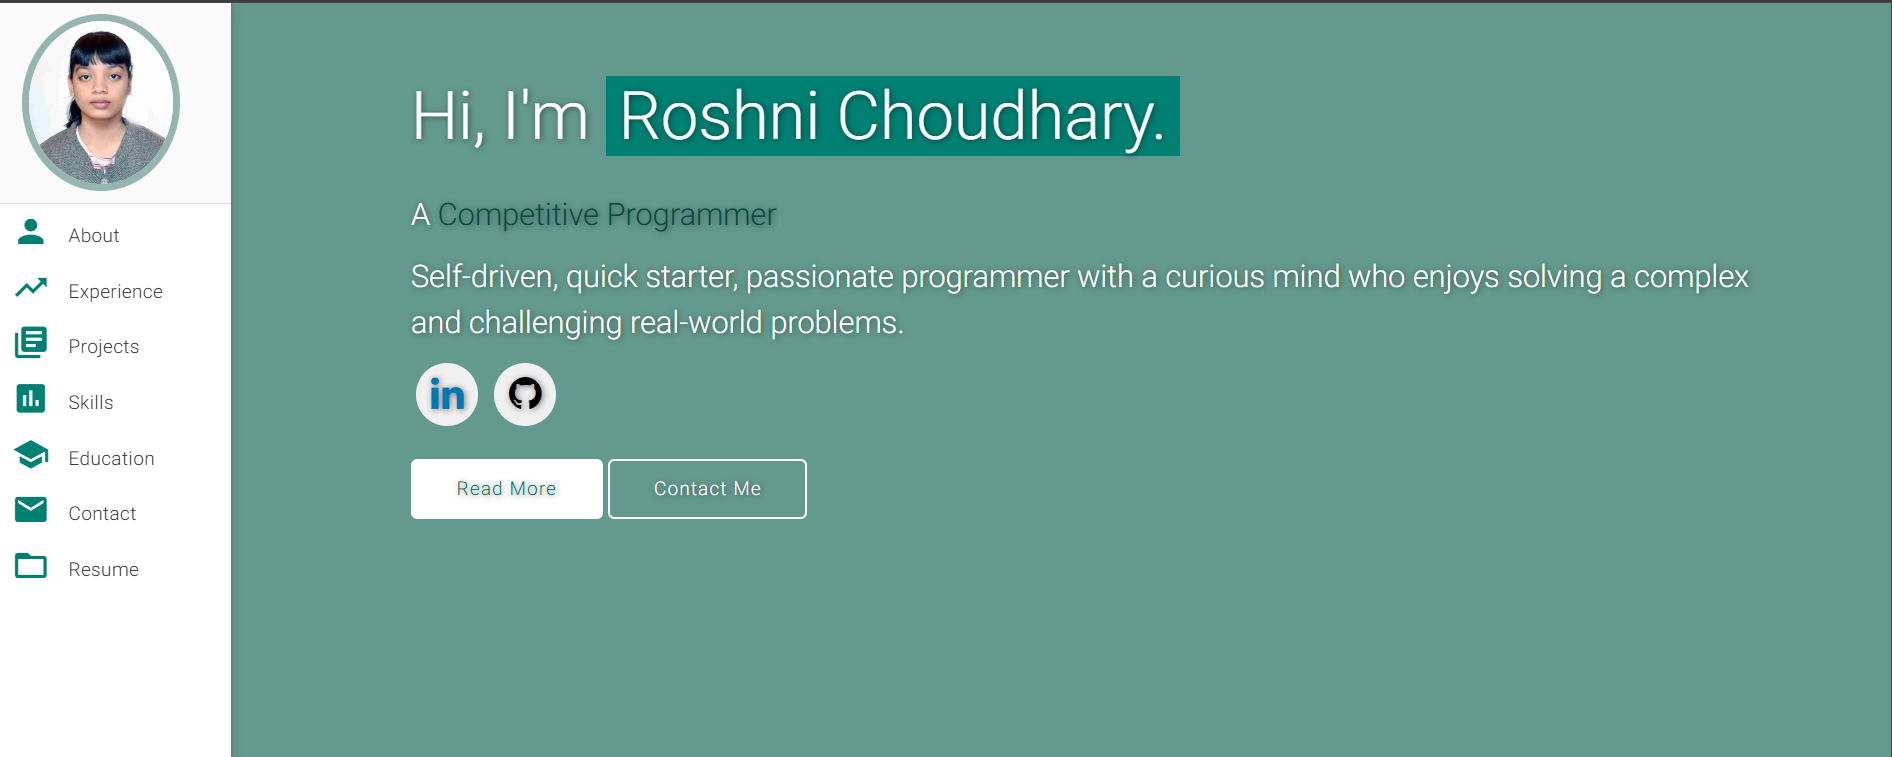 About
Experience
Projects
Skills
Education
Contact
Resume
Hi, I'm Roshni Choudhary.
A Competitive Programmer
Self-driven, quick starter, passionate programmer with a curious mind who enjoys solving a complex
and challenging real-world problems.
in
Read More
Contact Me